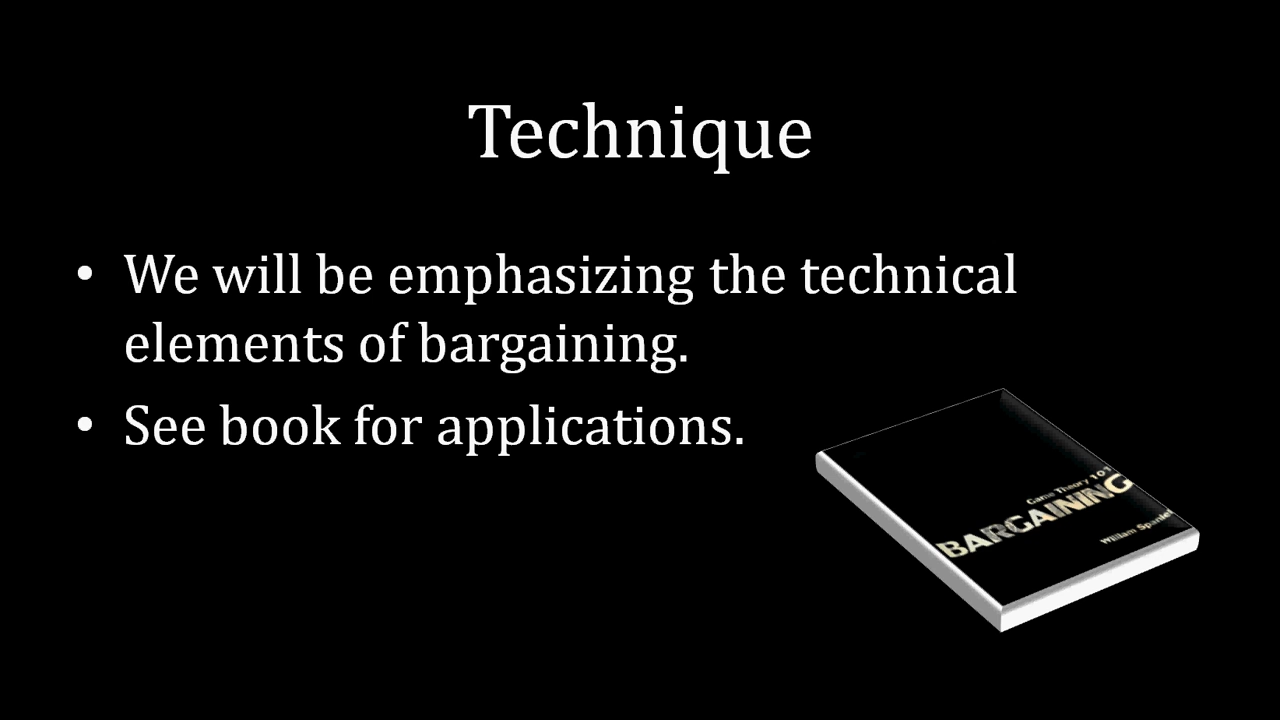 Technique
• We will be emphasizing the technical
elements of bargaining.
• See book for applications.
Game Theory 101
BARGAINING
William Spaniel